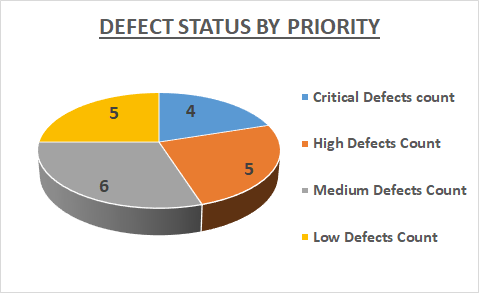 DEFECT STATUS BY PRIORITY
4
5
6
5
Critical Defects count
High Defects Count
Medium Defects Count
Low Defects Count